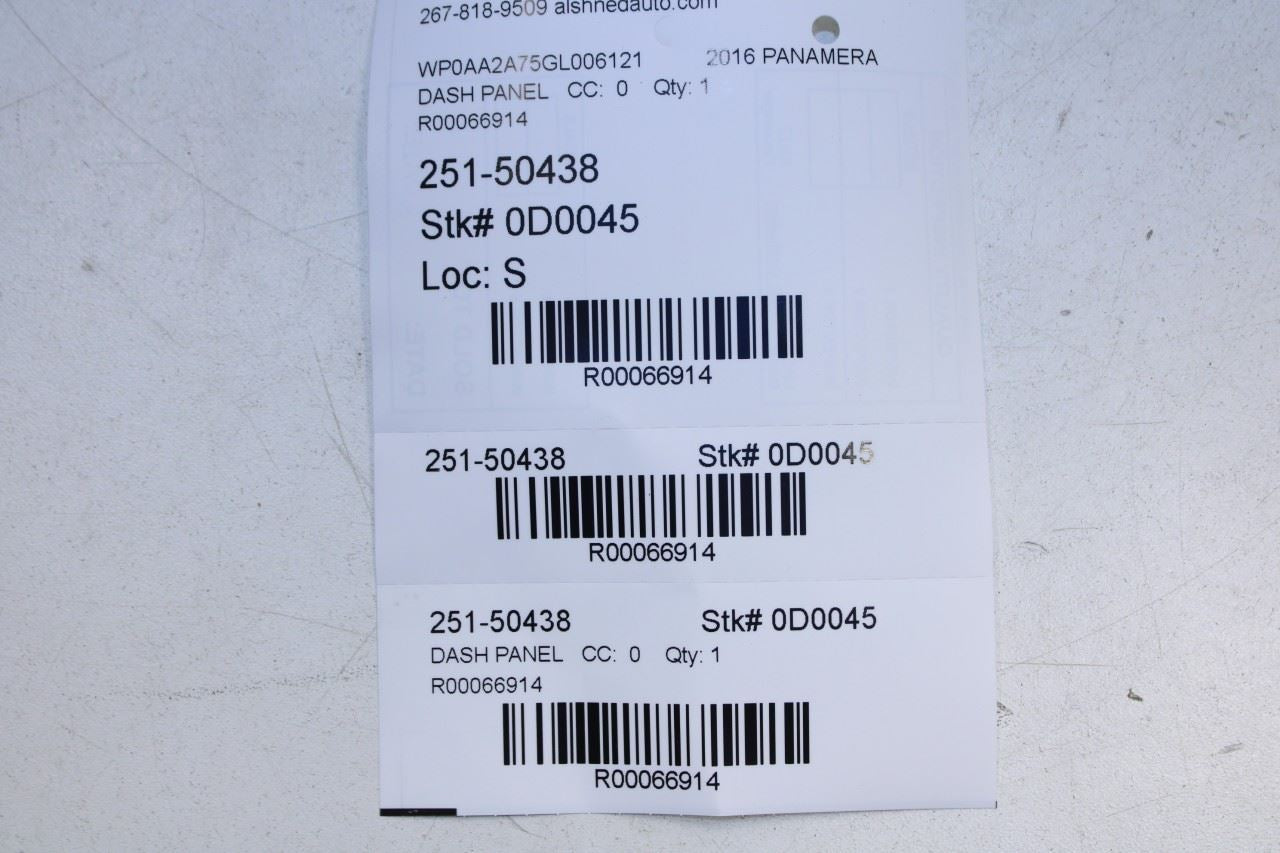 267-818-9509 alshnedauto.com
WP0AA2A75GL006121 2016 PANAMERA
DASH PANEL CC: 0 Qty: 1
R00066914
251-50438
Stk# 0D0045
Loc: S
R00066914
251-50438 Stk# 0D0045
R00066914
251-50438 Stk# 0D0045
DASH PANEL CC: 0 Qty: 1
R00066914
R00066914